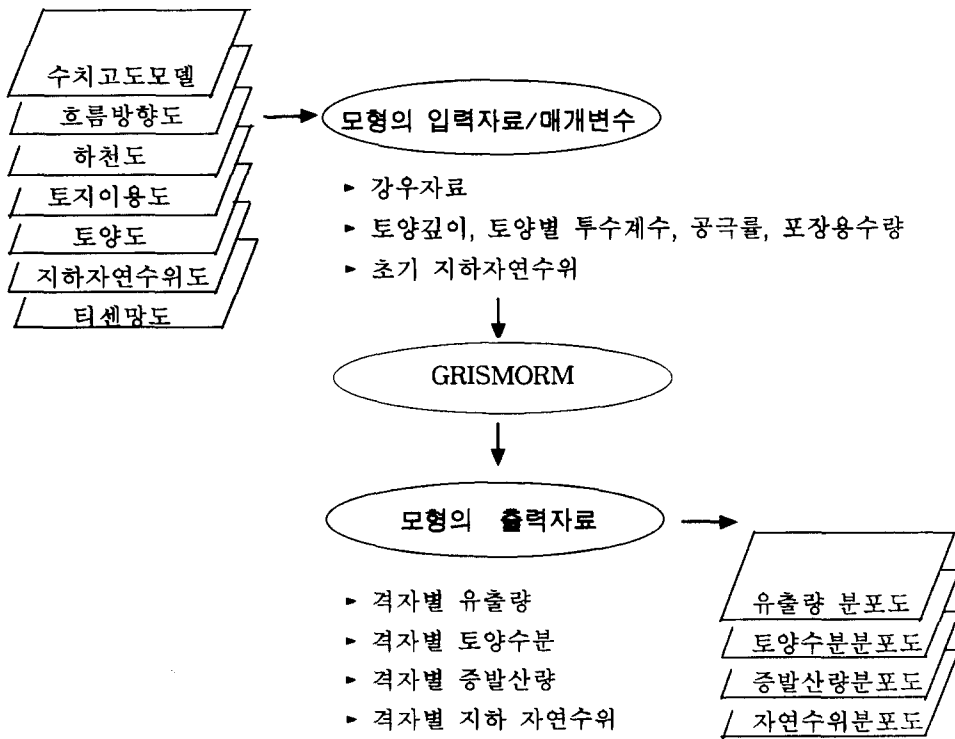 수치고도모델
흐름방향도
하천도
토지이용도
토양도
지하자연수위도
티센망도
모형의 입력자료/매개변수
► 강우자료
► 토양깊이, 토양별 투수계수, 공극률, 포장용수량
► 초기 지하자연수위
GRISMORM
모형의 출력자료
► 격자별 유출량
► 격자별 토양수분
► 격자별 증발산량
► 격자별 지하 자연수위
유출량 분포도
토양수분분포도
증발산량분포도
자연수위분포도